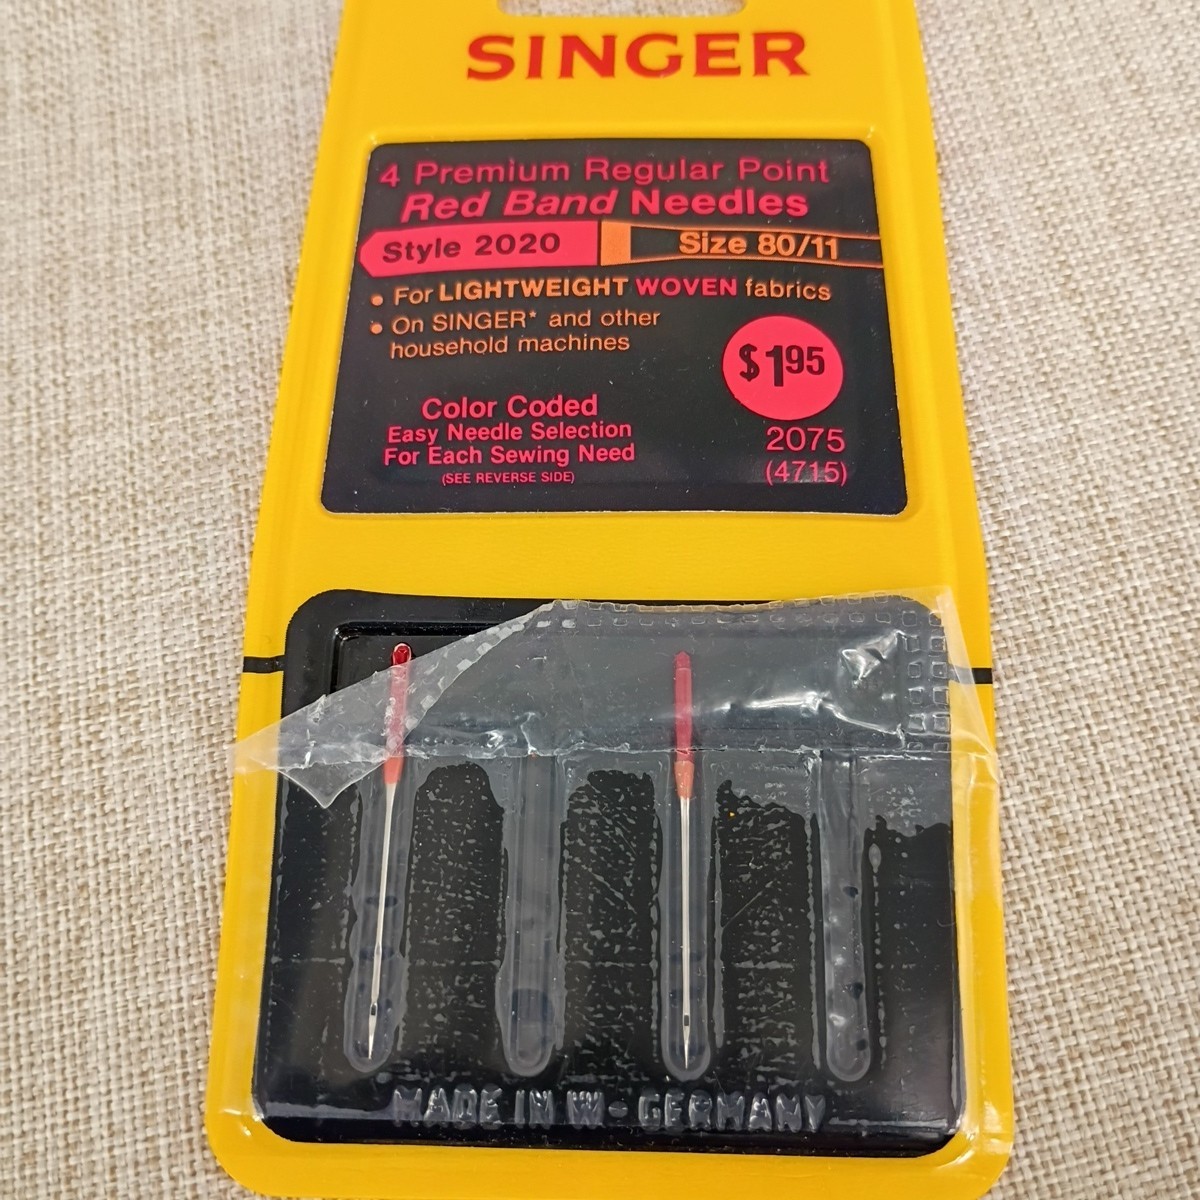 SINGER
4 Premium Regular Point
Red Band Needles
Style 2020 Size 80/11
• For LIGHTWEIGHT WOVEN fabrics
• On SINGER* and other
household machines
$1.95
Color Coded
Easy Needle Selection
For Each Sewing Need
(SEE REVERSE SIDE)
2075
(4715)
MADE IN W-GERMANY